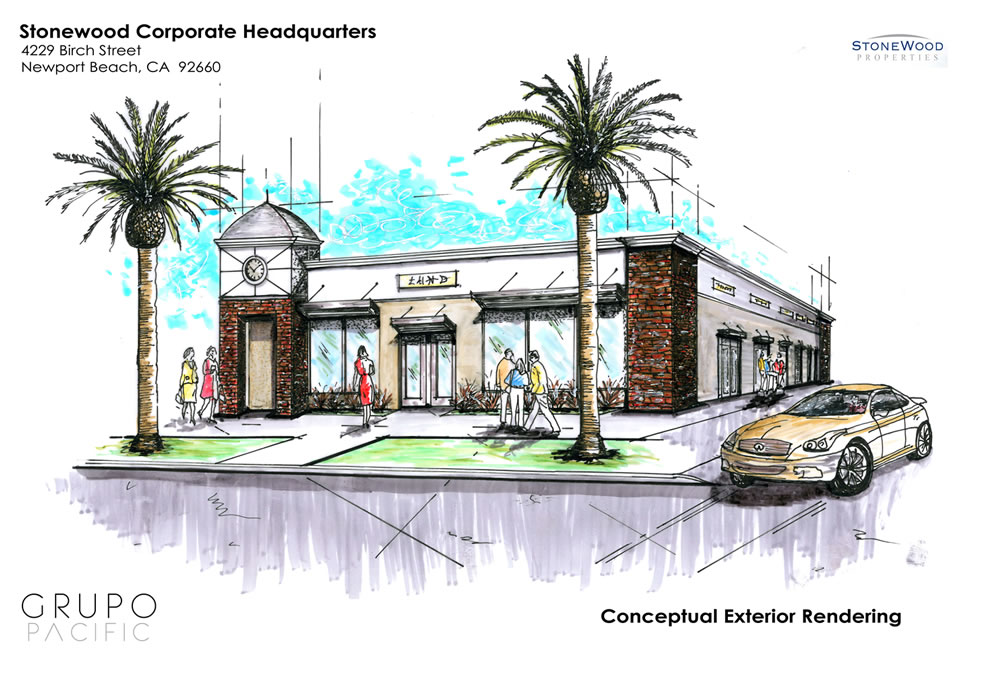 Stonewood Corporate Headquarters
4229 Birch Street
Newport Beach, CA 92660
STONEWOOD
PROPERTIES
GRUPO
PACIFIC
Conceptual Exterior Rendering